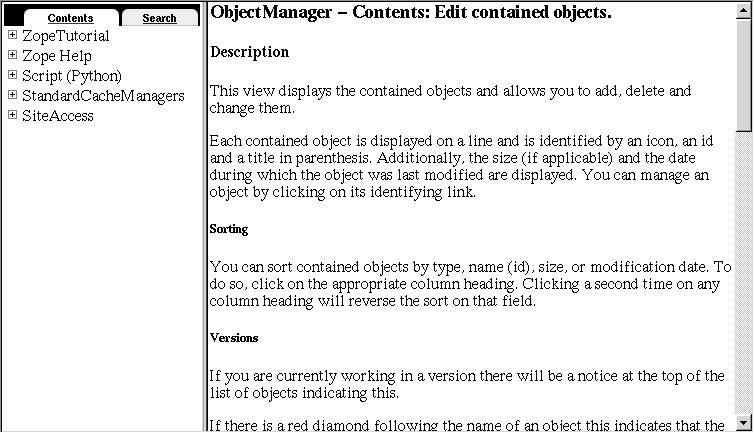 Contents
Search
ZopeTutorial
Zope Help
Script (Python)
StandardCacheManagers
SiteAccess
ObjectManager – Contents: Edit contained objects.
Description
This view displays the contained objects and allows you to add, delete and
change them.
Each contained object is displayed on a line and is identified by an icon, an id
and a title in parenthesis. Additionally, the size (if applicable) and the date
during which the object was last modified are displayed. You can manage an
object by clicking on its identifying link.
Sorting
You can sort contained objects by type, name (id), size, or modification date. To
do so, click on the appropriate column heading. Clicking a second time on any
column heading will reverse the sort on that field.
Versions
If you are currently working in a version there will be a notice at the top of the
list of objects indicating this.
If there is a red diamond following the name of an object this indicates that the